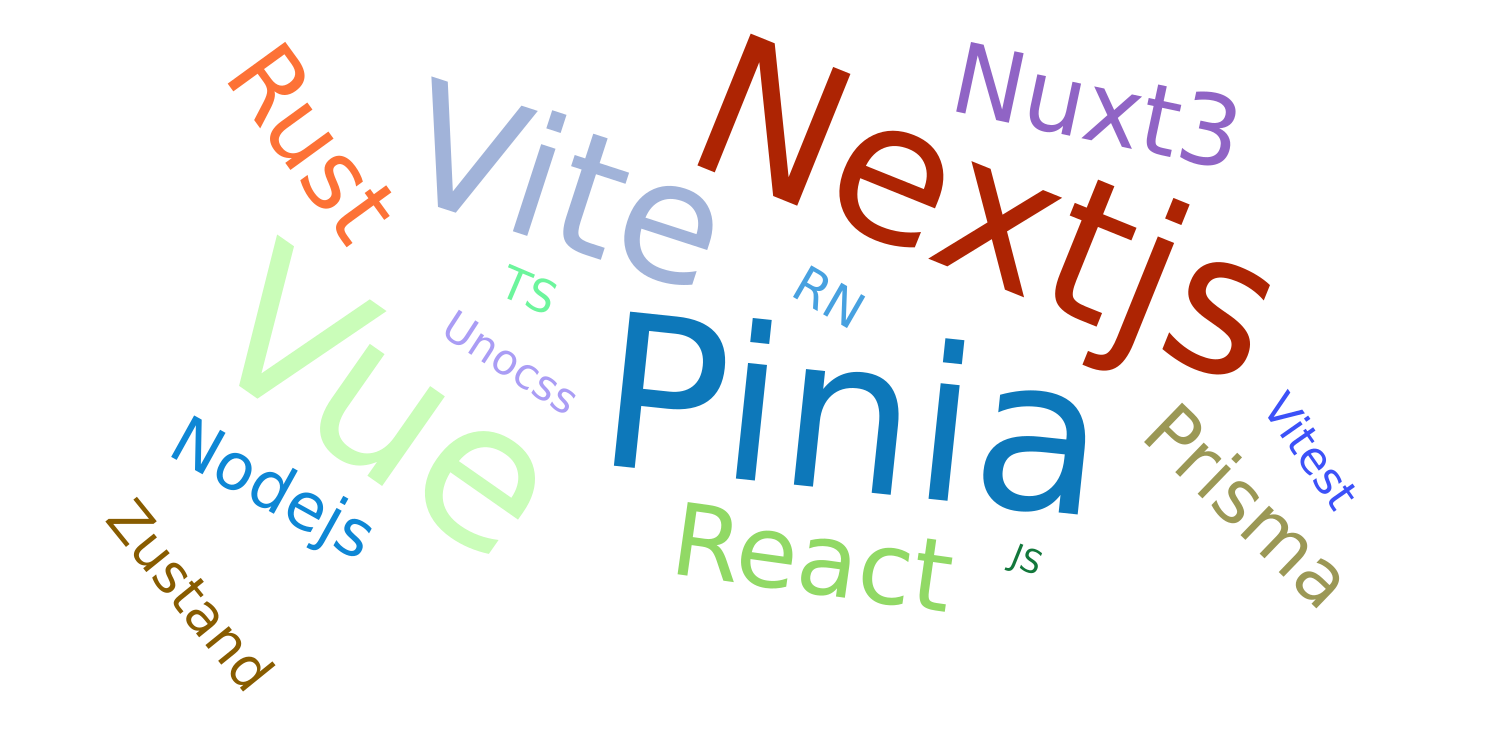 Rust
Vite
Nextjs
Nuxt3
TS
RN
Vue
Unocss
Pinia
Nodejs
Prisma
Vitest
Zustand
React
JS